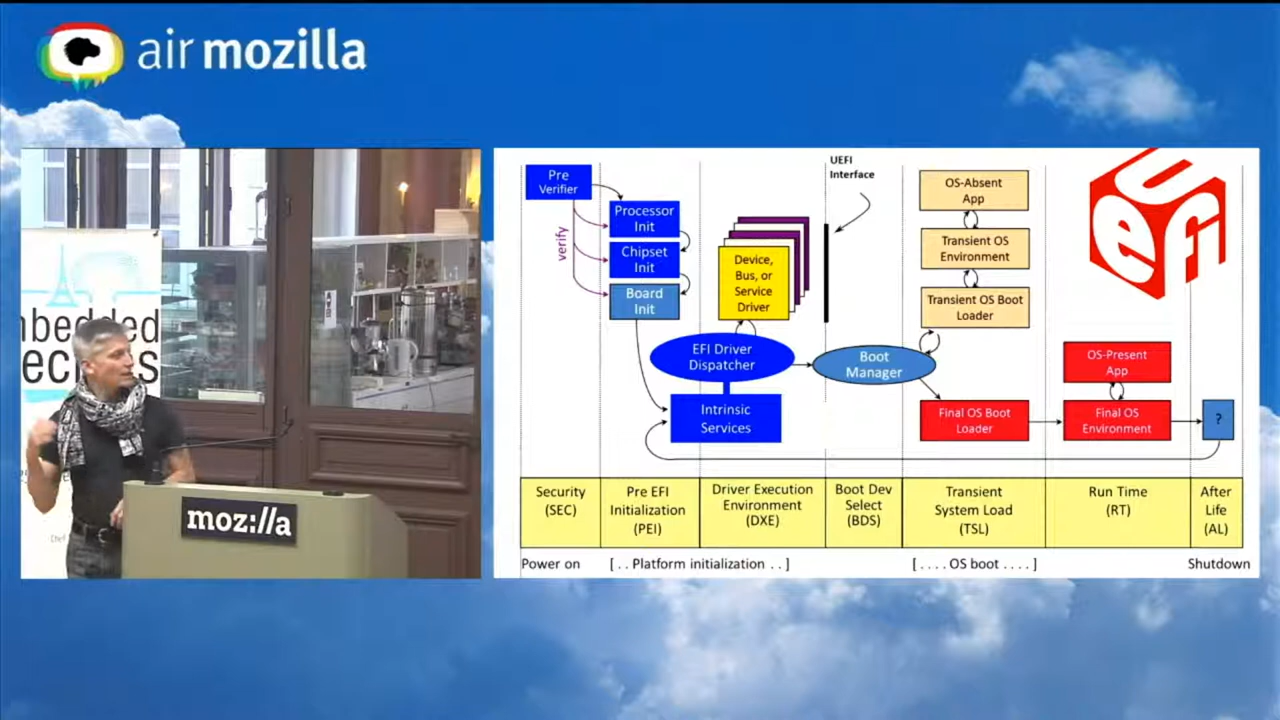 air mozilla
mbedded
ecipes
moz://a
Pre
Verifier
verify
Processor
Init
Chipset
Init
Board
Init
Device,
Bus, or
Service
Driver
EFI Driver
Dispatcher
Intrinsic
Services
UEFI
Interface
Boot
Manager
OS-Absent
App
Transient OS
Environment
Transient OS Boot
Loader
Final OS Boot
Loader
OS-Present
App
Final OS
Environment
?
UEFI
Security
(SEC)
Pre EFI
Initialization
(PEI)
Driver Execution
Environment
(DXE)
Boot Dev
Select
(BDS)
Transient
System Load
(TSL)
Run Time
(RT)
After
Life
(AL)
Power on
[ . . Platform initialization . . ]
[ . . . . OS boot . . . . ]
Shutdown